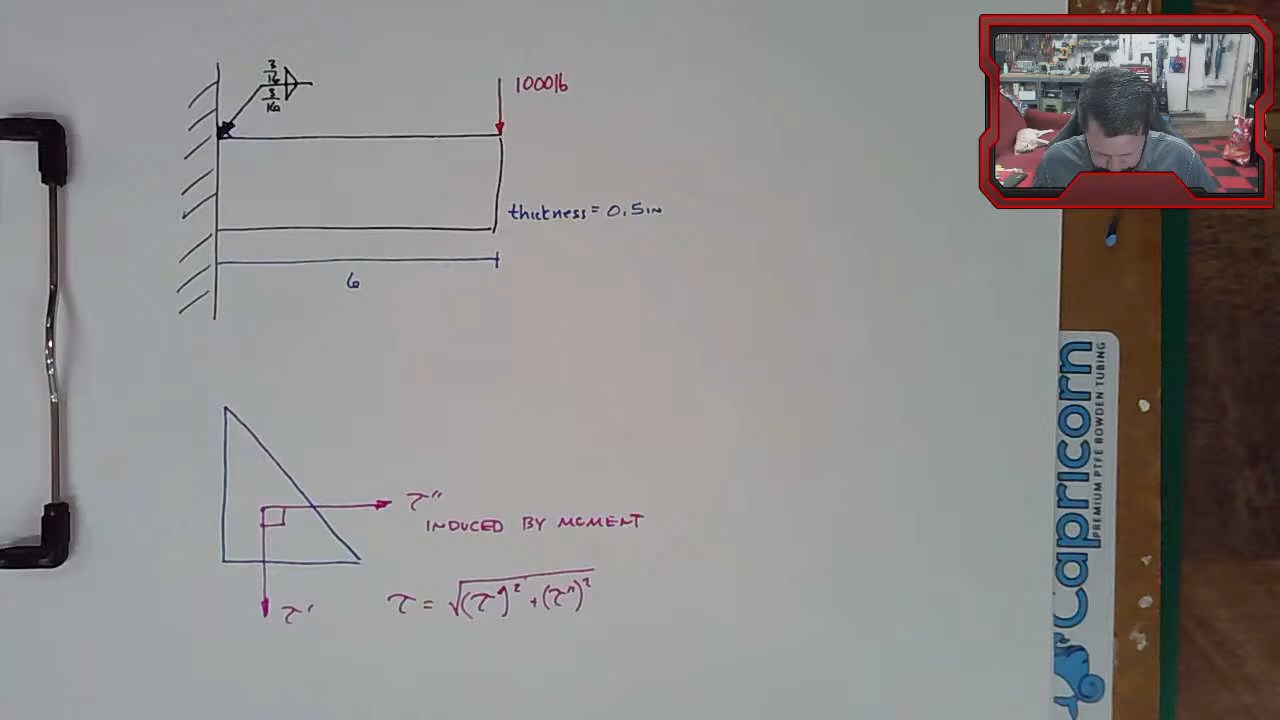 3/16
3/16
1000lb
thickness = 0.5in
6
τ"
INDUCED BY MOMENT
τ'
τ = √(τ')² + (τ")²
Capricorn
PREMIUM PTFE BOWDEN TUBING